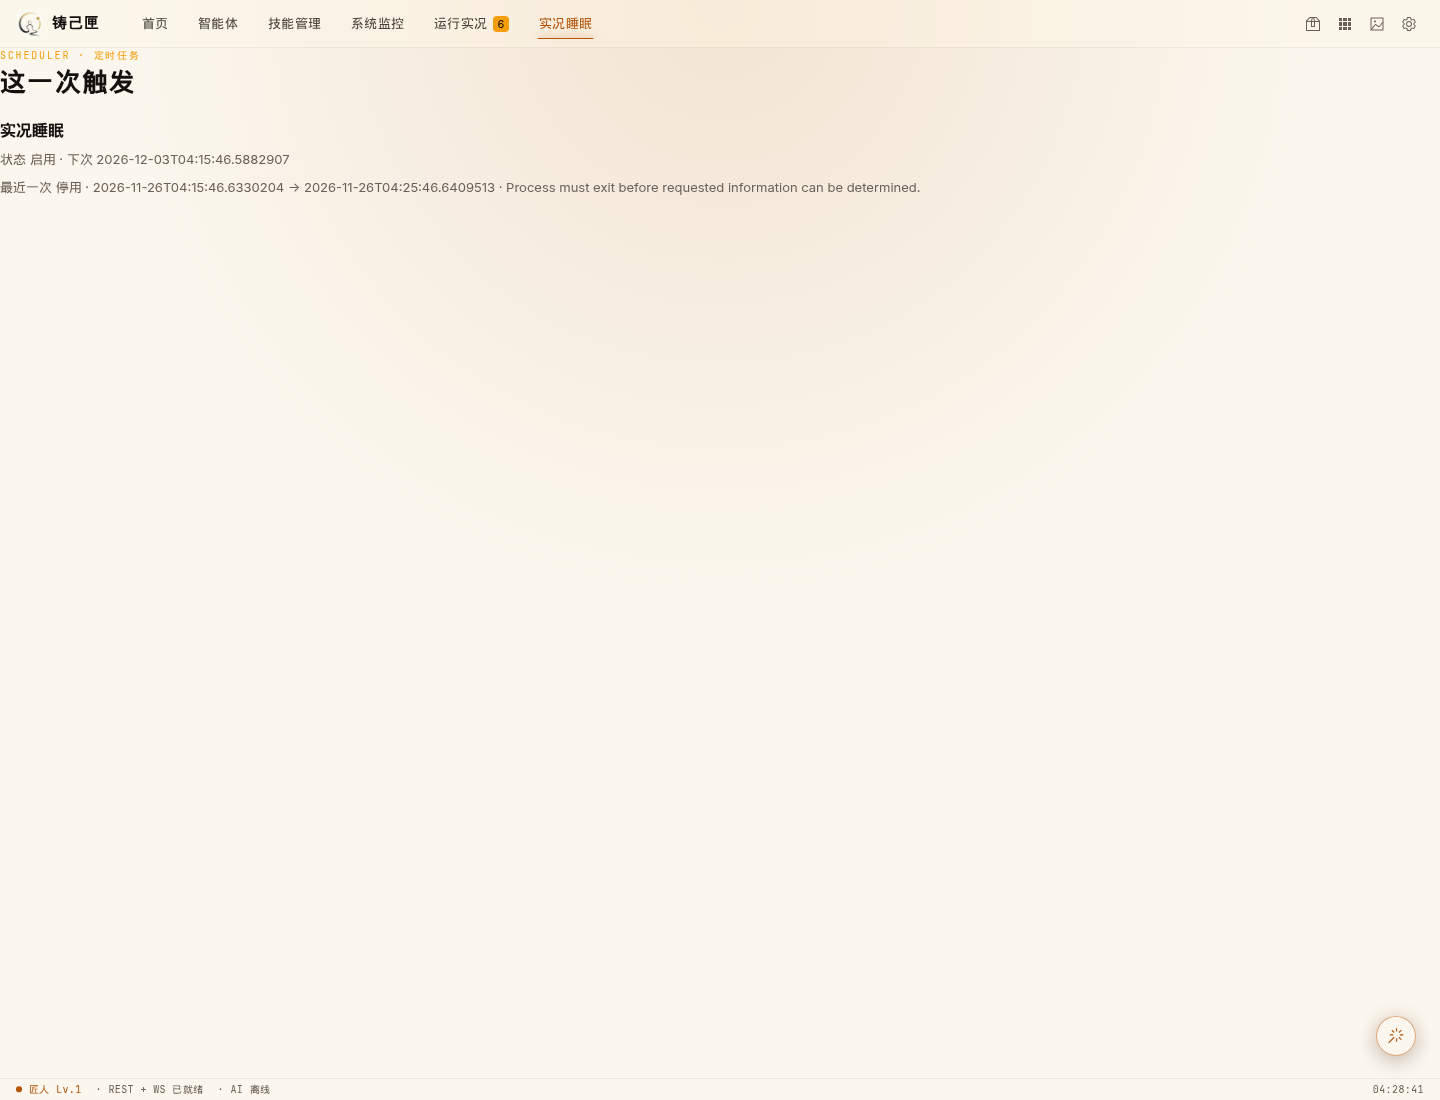 铸己匣 首页 智能体 技能管理 系统监控 运行实况 6 实况睡眠
SCHEDULER · 定时任务
这一次触发
实况睡眠
状态 启用 · 下次 2026-12-03T04:15:46.5882907
最近一次 停用 · 2026-11-26T04:15:46.6330204 → 2026-11-26T04:25:46.6409513 · Process must exit before requested information can be determined.
匠人 Lv.1 · REST + WS 已就绪 · AI 离线 04:28:41